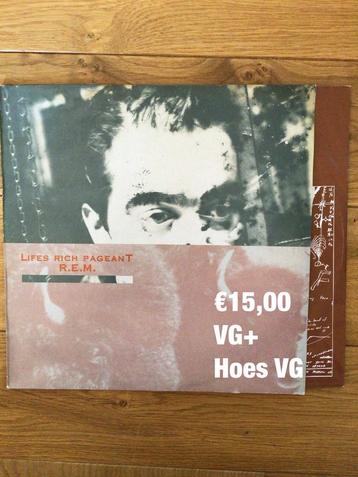 LIFES RICH PAGEANT
R.E.M.
€15,00
VG+
Hoes VG